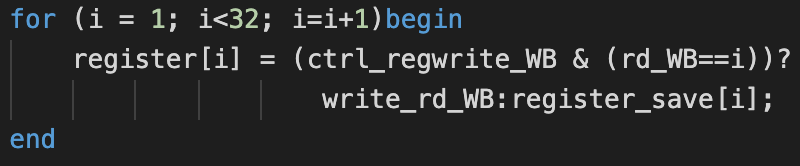 for (i = 1; i<32; i=i+1)begin
register[i] = (ctrl_regwrite_WB & (rd_WB==i))?
write_rd_WB:register_save[i];
end